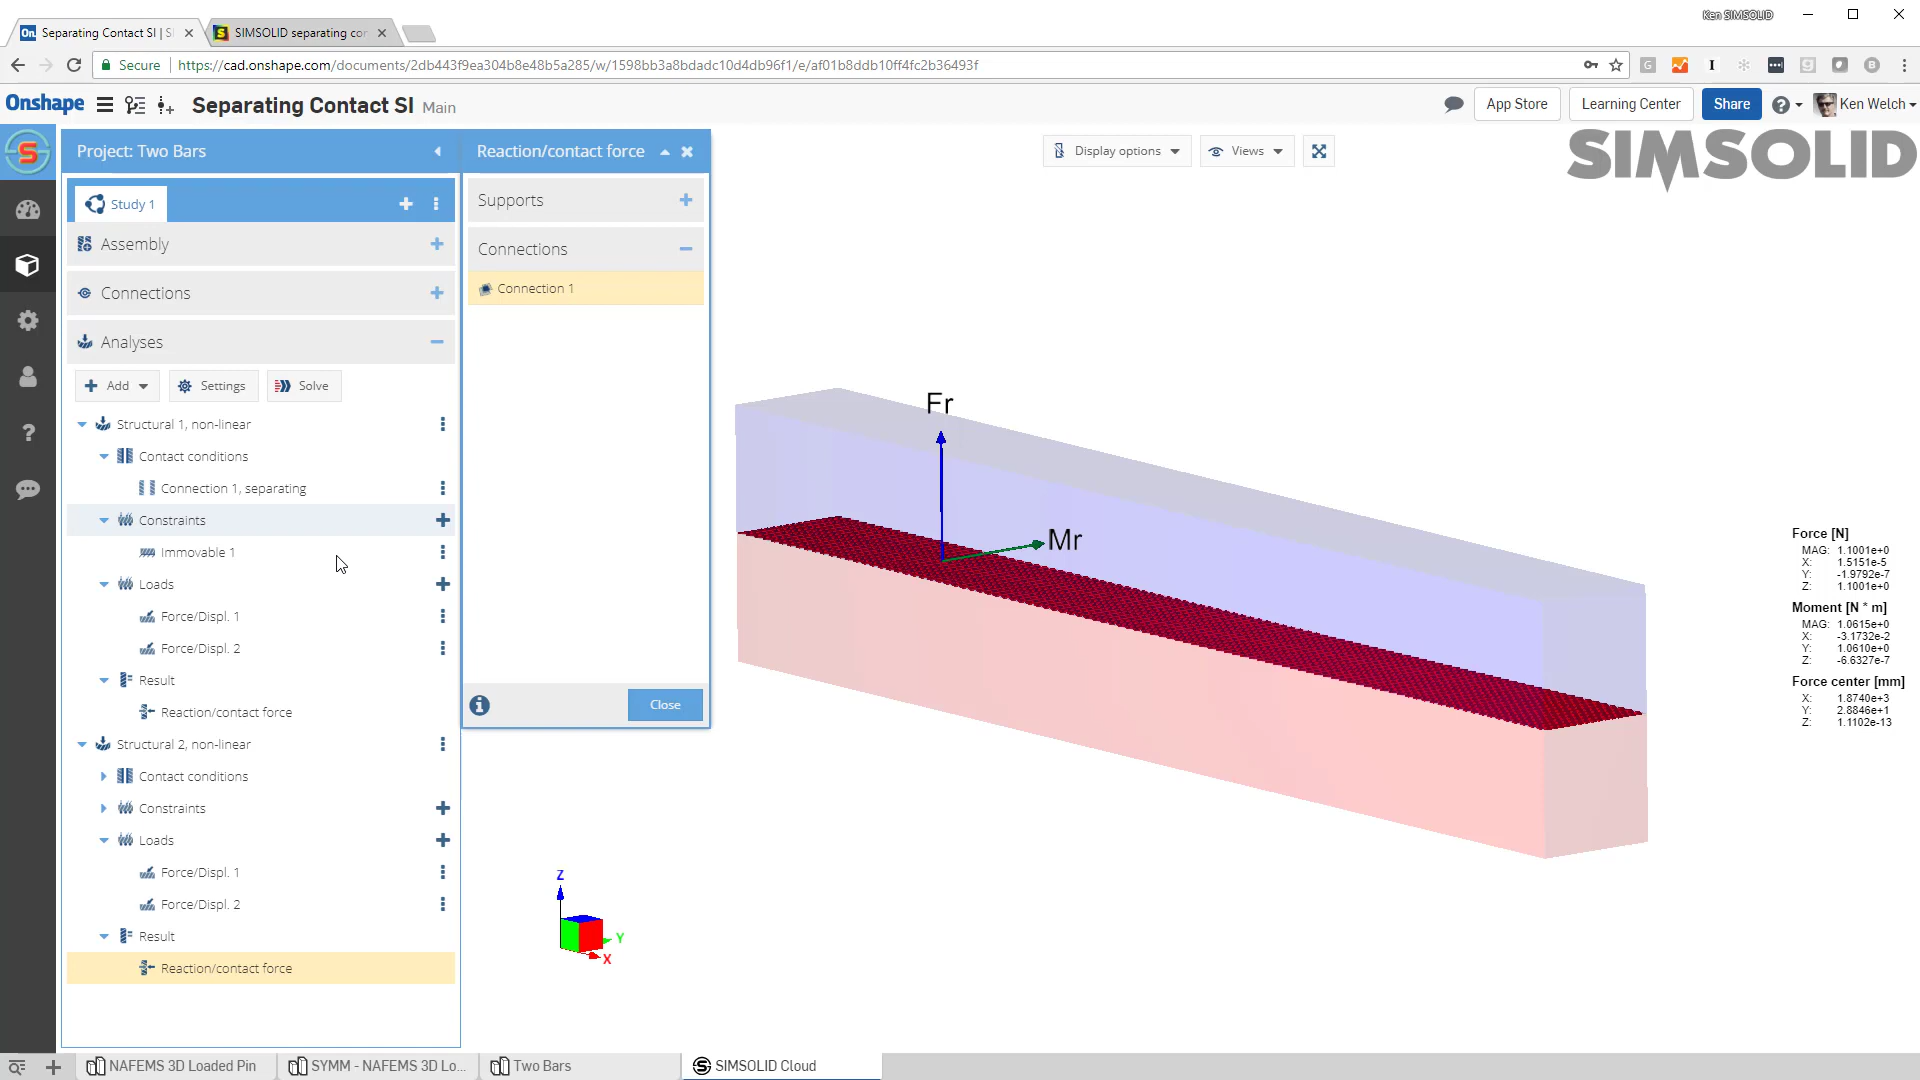 Ken SIMSOLID
Separating Contact SI | S
SIMSOLID separating cor
Secure
https://cad.onshape.com/documents/2db443f9ea304b8e48b5a285/w/1598bb3a8bdadc10d4db96f1/e/af01b8ddb10ff4fc2b36493f
Onshape
Separating Contact SI Main
App Store
Learning Center
Share
Ken Welch
Project: Two Bars
Reaction/contact force
Display options
Views
SIMSOLID
Study 1
Supports
Assembly
Connections
Connections
Connection 1
Analyses
Add
Settings
Solve
Structural 1, non-linear
Contact conditions
Connection 1, separating
Constraints
Immovable 1
Loads
Force/Displ. 1
Force/Displ. 2
Result
Reaction/contact force
Structural 2, non-linear
Contact conditions
Constraints
Loads
Force/Displ. 1
Force/Displ. 2
Result
Reaction/contact force
Close
Fr
Mr
Force [N]
MAG: 1.1001e+0
X: 1.5151e-5
Y: -1.9792e-7
Z: 1.1001e+0
Moment [N * m]
MAG: 1.0615e+0
X: -3.1732e-2
Y: 1.0610e+0
Z: -6.6327e-7
Force center [mm]
X: 1.8740e+3
Y: 2.8846e+1
Z: 1.1102e-13
Z
Y
X
NAFEMS 3D Loaded Pin
SYMM - NAFEMS 3D Lo...
Two Bars
SIMSOLID Cloud